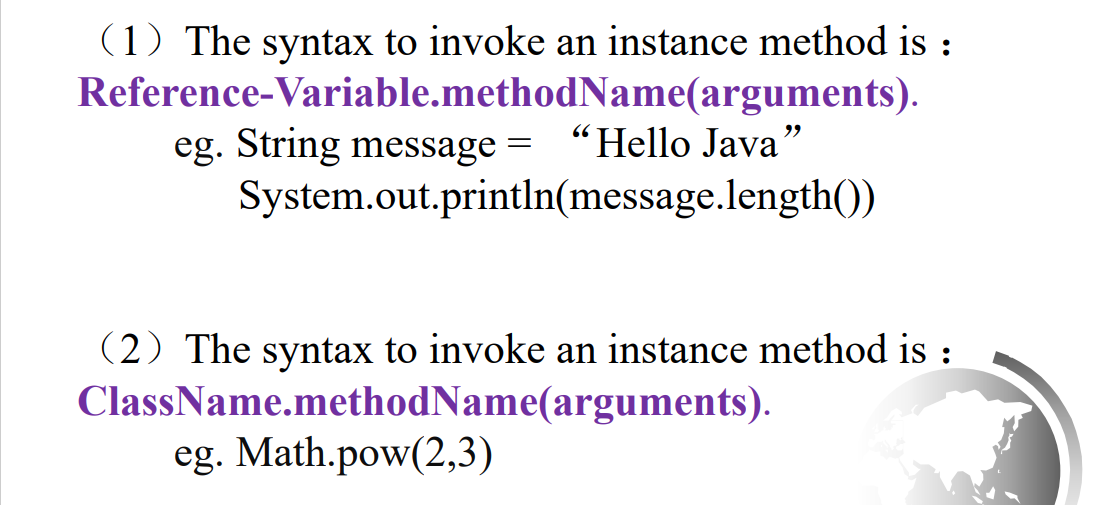 （1）The syntax to invoke an instance method is：
Reference-Variable.methodName(arguments).
eg. String message = “Hello Java”
System.out.println(message.length())
（2）The syntax to invoke an instance method is：
ClassName.methodName(arguments).
eg. Math.pow(2,3)